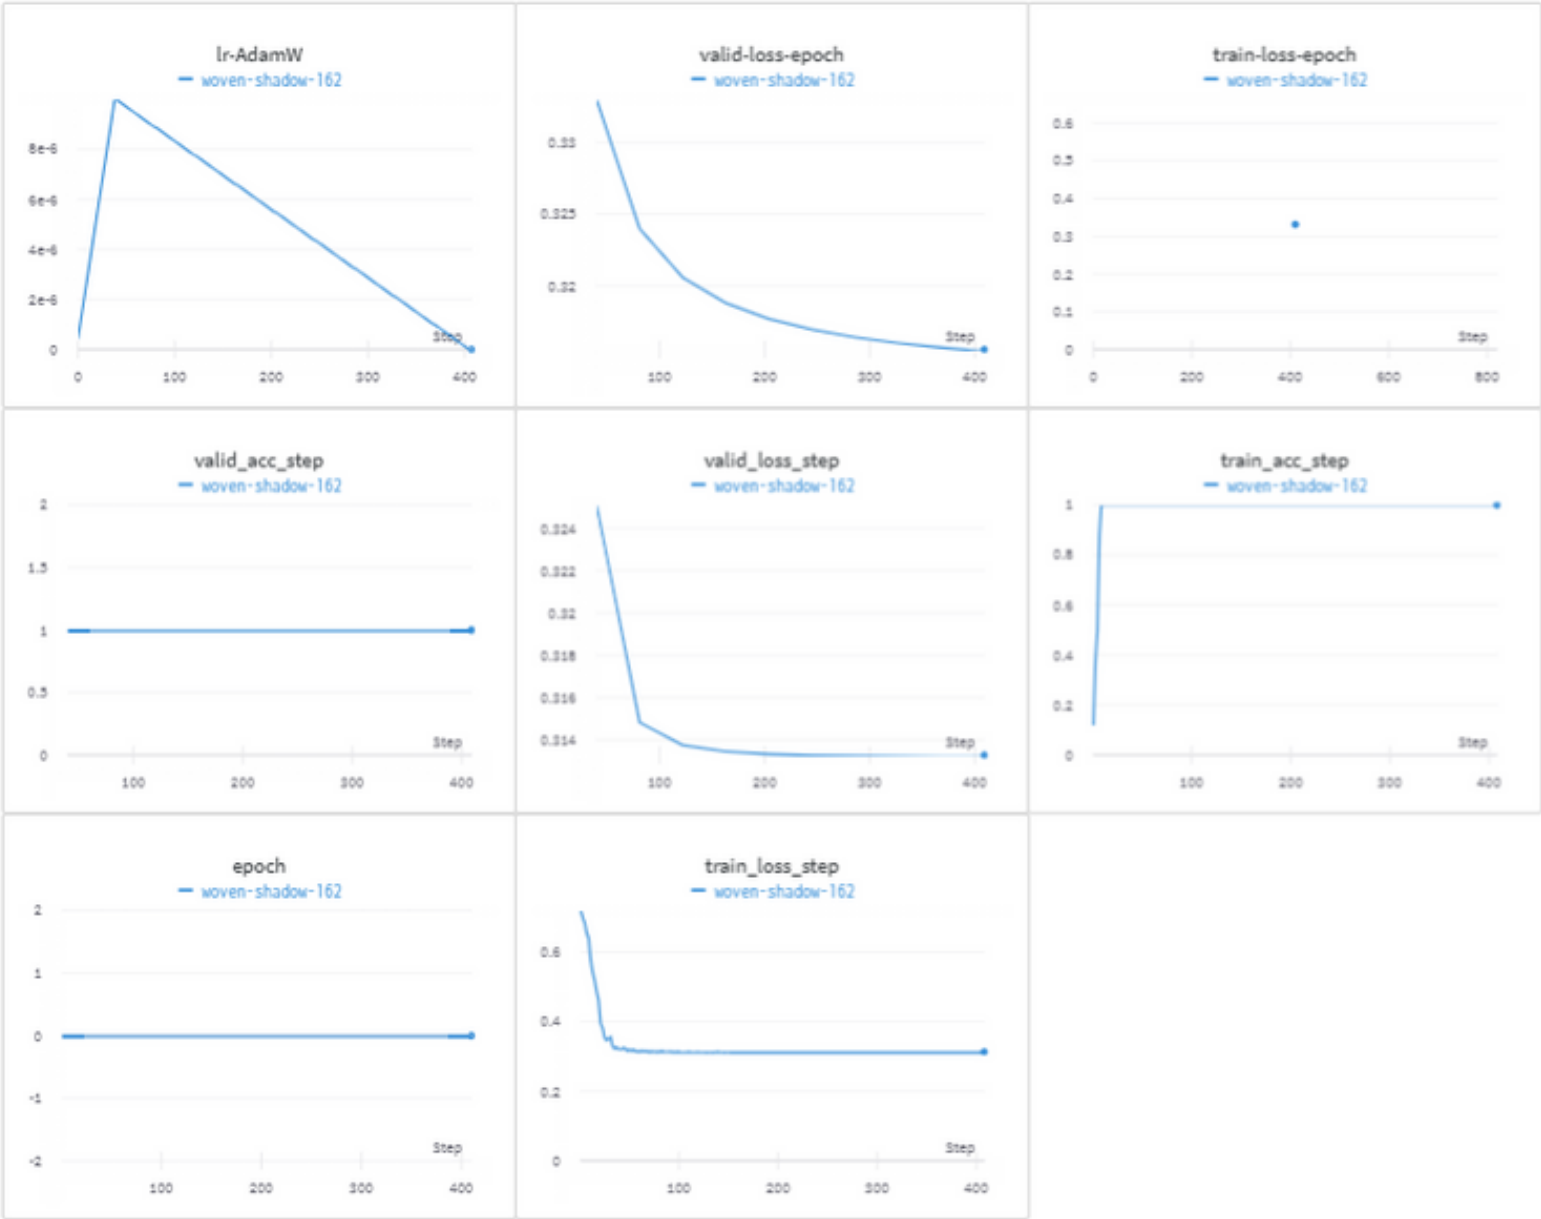 lr-AdamW
woven-shadow-162
8e-6
6e-6
4e-6
2e-6
0
Step
0 100 200 300 400
valid-loss-epoch
woven-shadow-162
0.33
0.325
0.32
Step
100 200 300 400
train-loss-epoch
woven-shadow-162
0.6
0.5
0.4
0.3
0.2
0.1
0
Step
0 200 400 600 800
valid_acc_step
woven-shadow-162
2
1.5
1
0.5
0
Step
100 200 300 400
valid_loss_step
woven-shadow-162
0.324
0.322
0.32
0.318
0.316
0.314
Step
100 200 300 400
train_acc_step
woven-shadow-162
1
0.8
0.6
0.4
0.2
0
Step
100 200 300 400
epoch
woven-shadow-162
2
1
0
-1
-2
Step
100 200 300 400
train_loss_step
woven-shadow-162
0.6
0.4
0.2
0
Step
100 200 300 400